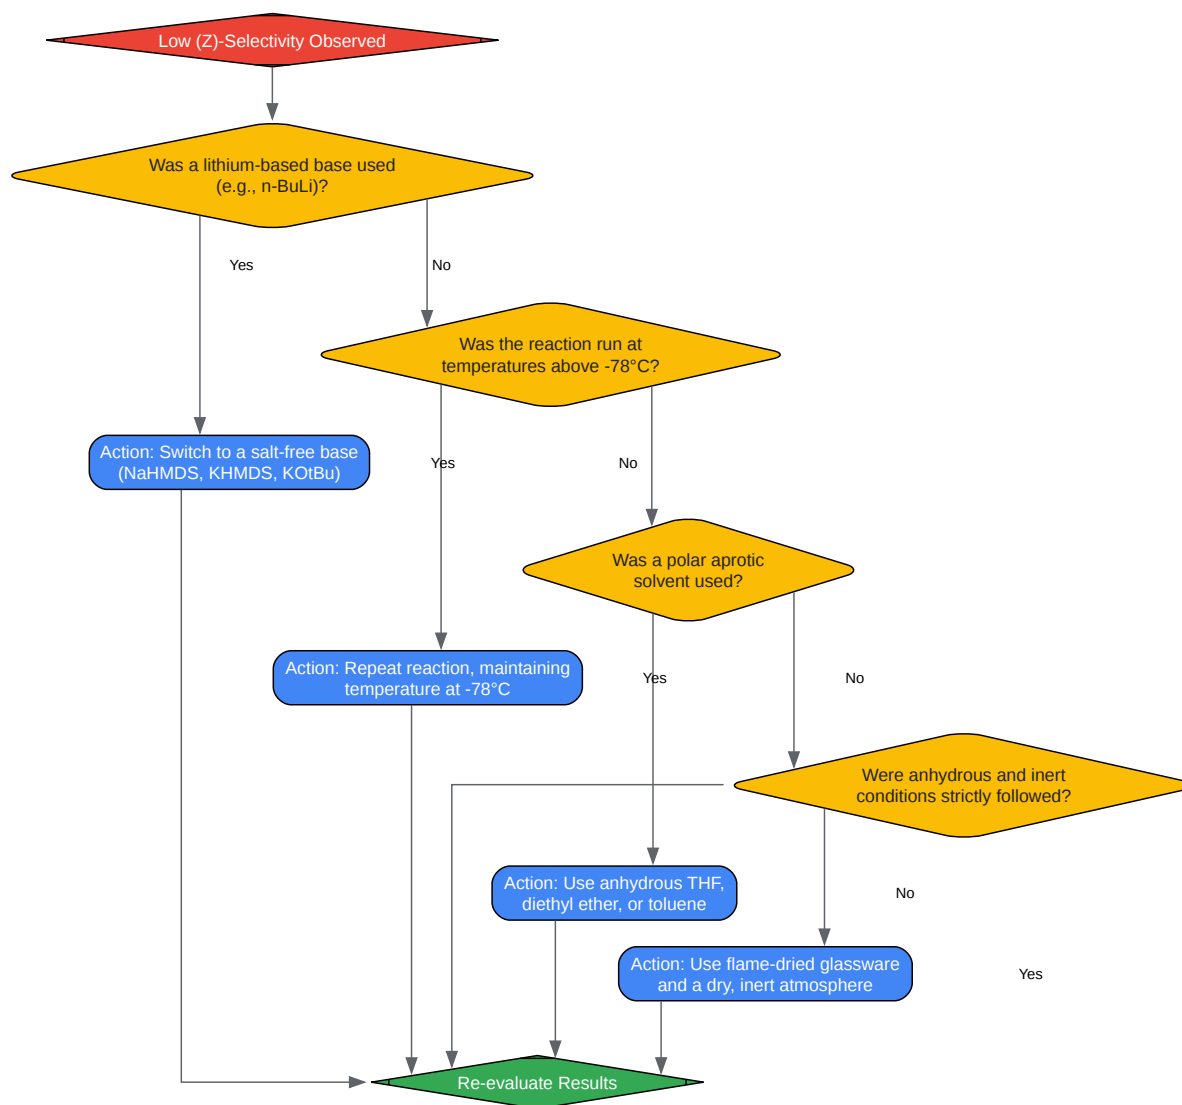 Low (Z)-Selectivity Observed
Was a lithium-based base used
(e.g., n-BuLi)?
Yes
No
Was the reaction run at
temperatures above -78°C?
Action: Switch to a salt-free base
(NaHMDS, KHMDS, KOtBu)
Yes
No
Was a polar aprotic
solvent used?
Action: Repeat reaction, maintaining
temperature at -78°C
Yes
No
Were anhydrous and inert
conditions strictly followed?
Action: Use anhydrous THF,
diethyl ether, or toluene
No
Action: Use flame-dried glassware
and a dry, inert atmosphere
Yes
Re-evaluate Results